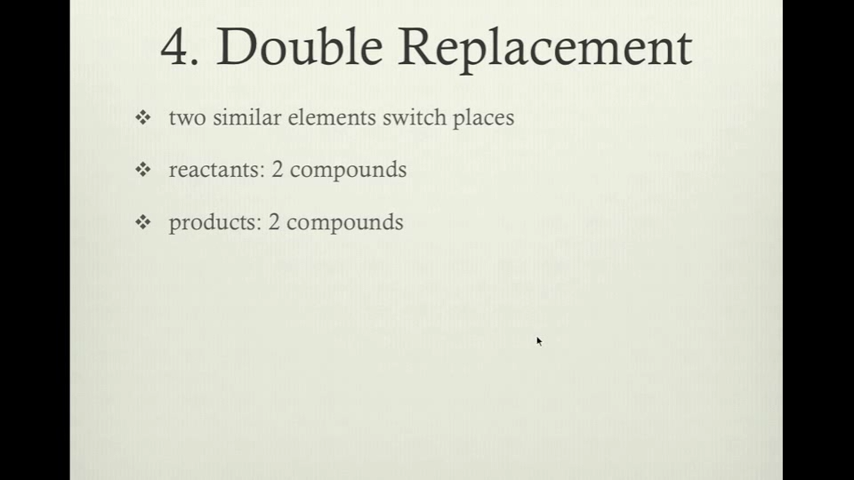 4. Double Replacement
❖ two similar elements switch places
❖ reactants: 2 compounds
❖ products: 2 compounds